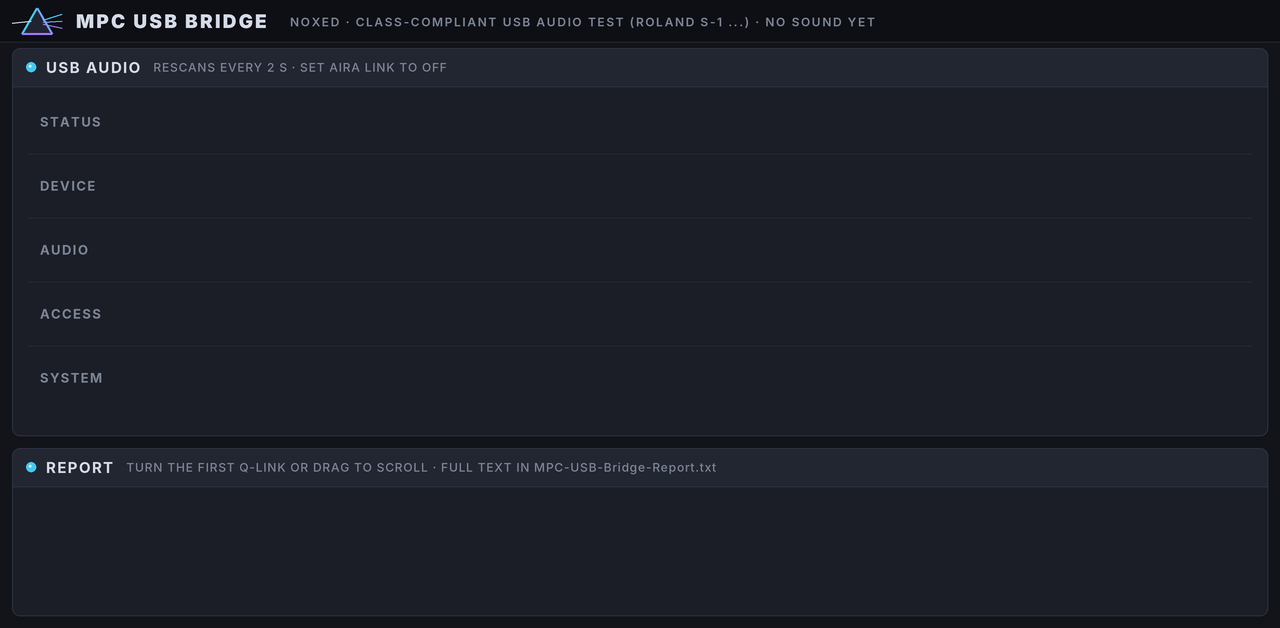 MPC USB BRIDGE NOXED · CLASS-COMPLIANT USB AUDIO TEST (ROLAND S-1 ...) · NO SOUND YET
USB AUDIO RESCANS EVERY 2 S · SET AIRA LINK TO OFF
STATUS
DEVICE
AUDIO
ACCESS
SYSTEM
REPORT TURN THE FIRST Q-LINK OR DRAG TO SCROLL · FULL TEXT IN MPC-USB-Bridge-Report.txt